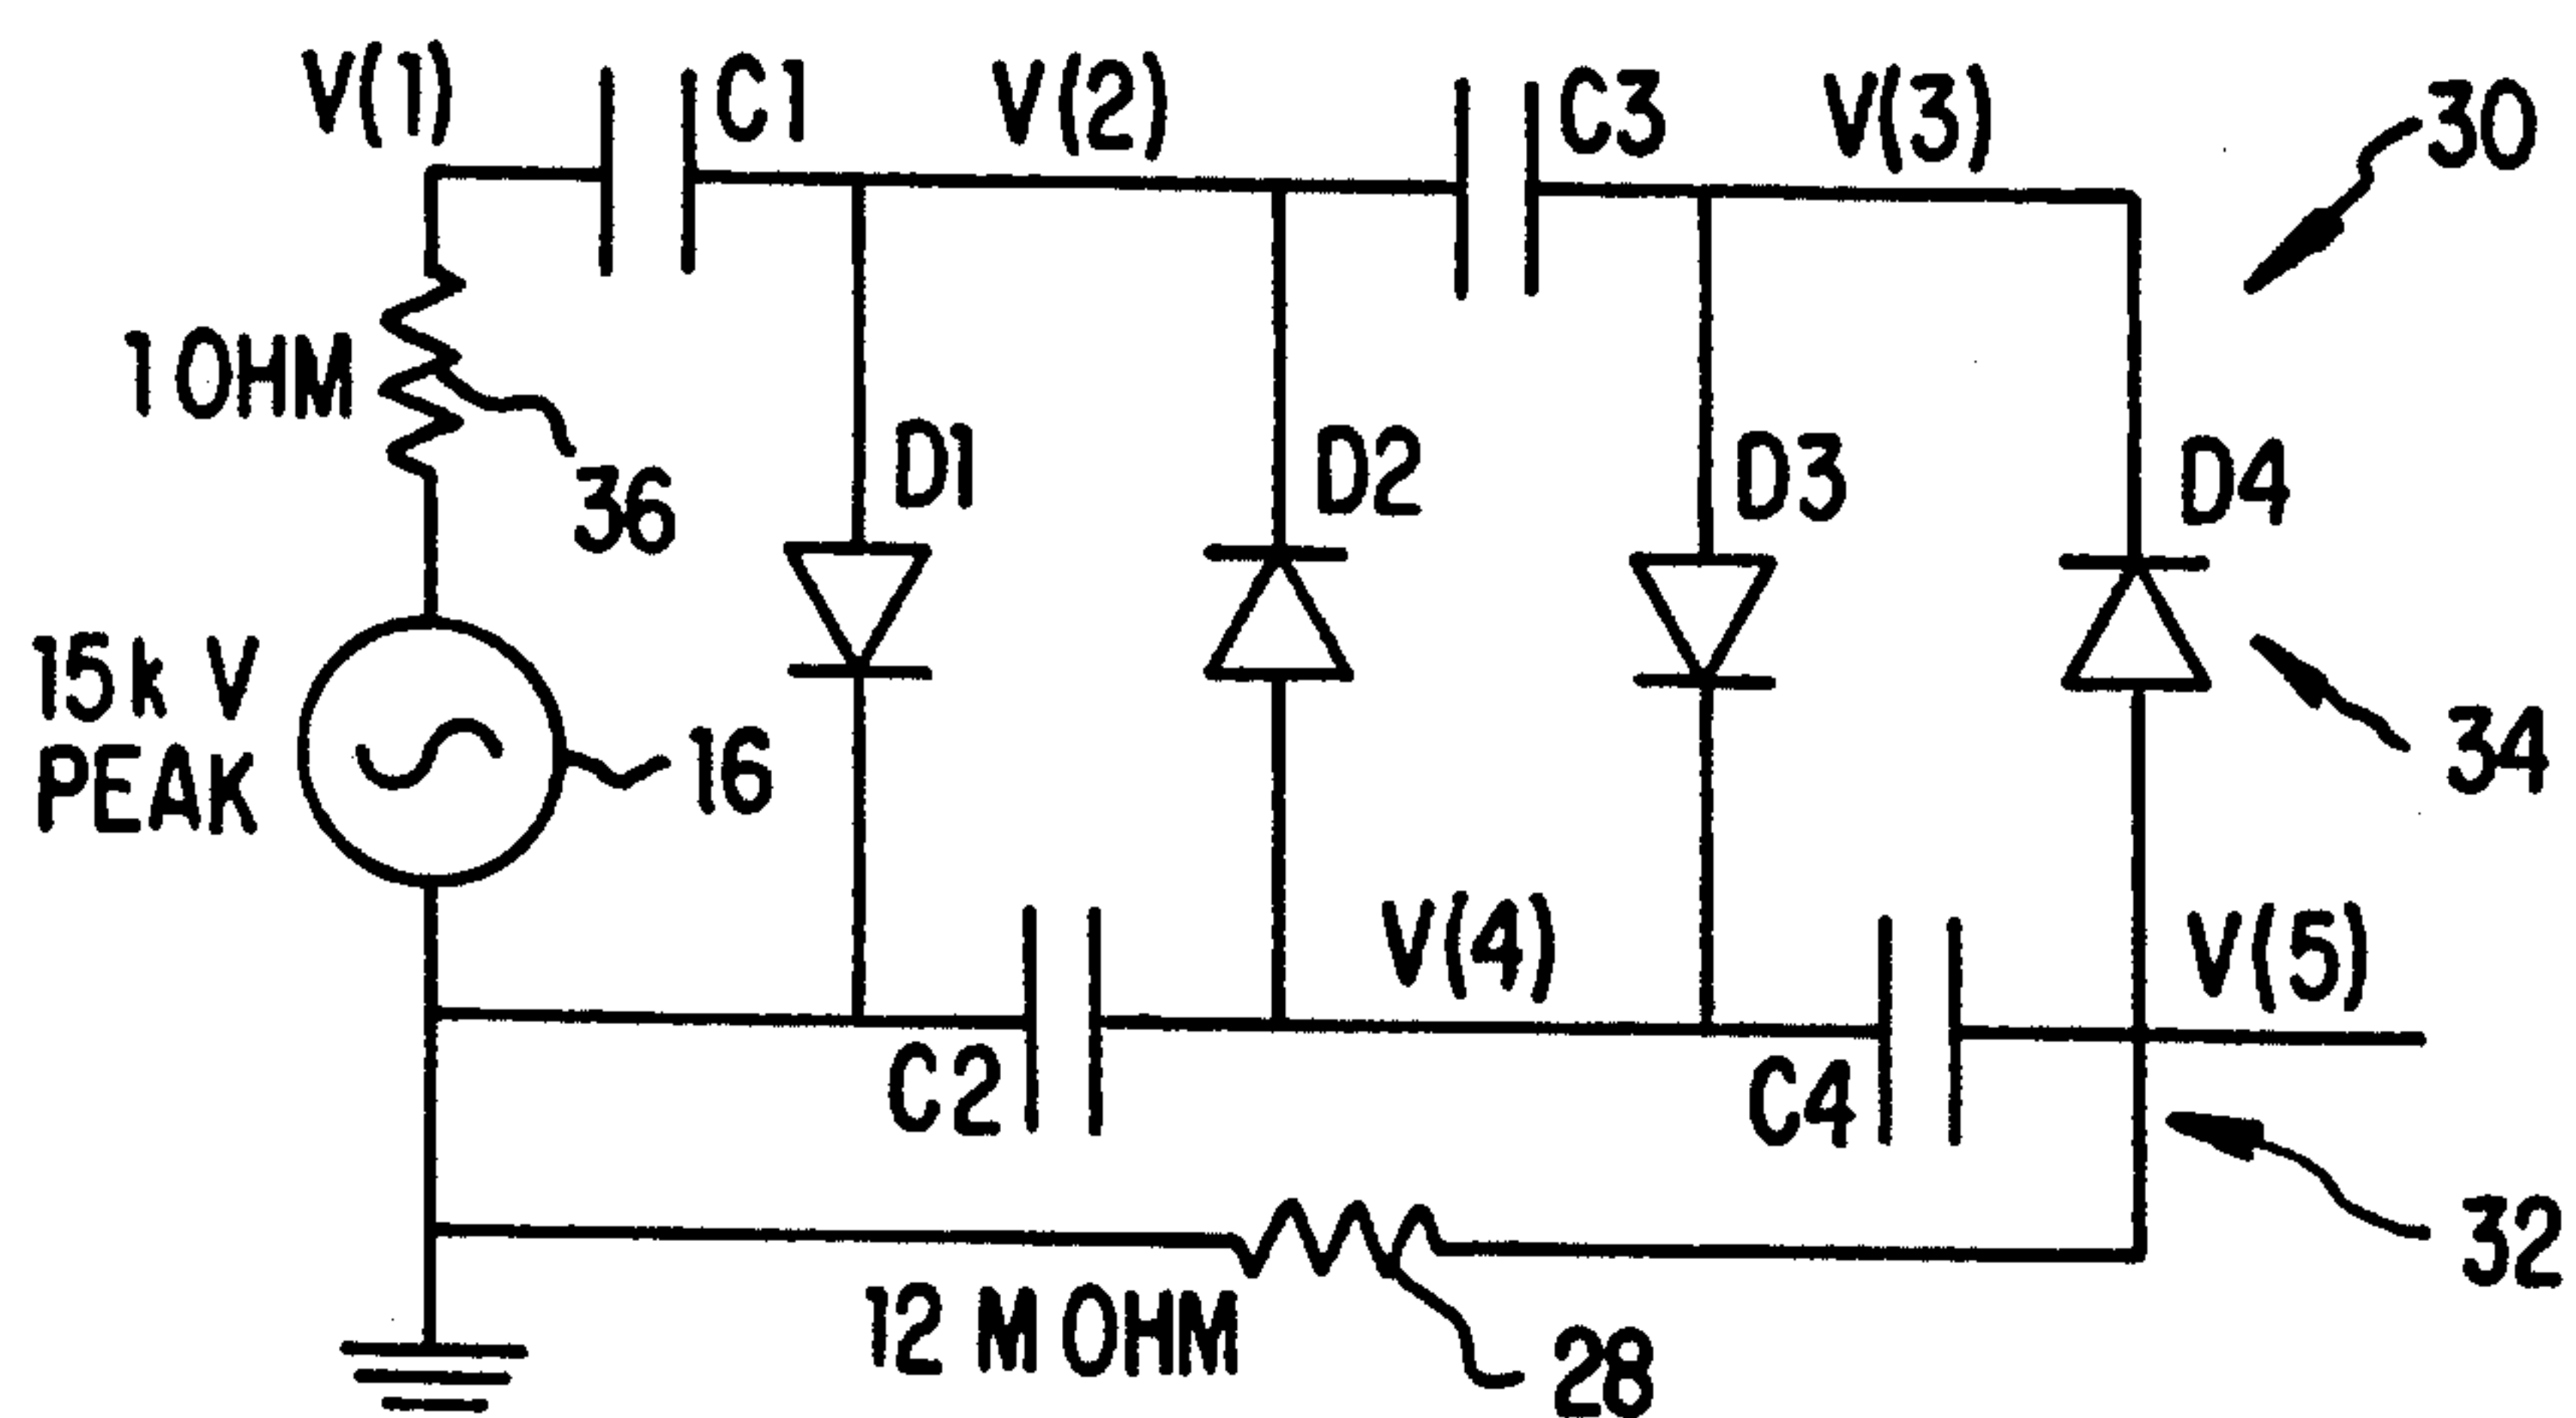 V(1)
C1
V(2)
C3
V(3)
30
1 OHM
36
D1
D2
D3
D4
15k V
PEAK
16
34
V(4)
V(5)
C2
C4
32
12 M OHM
28